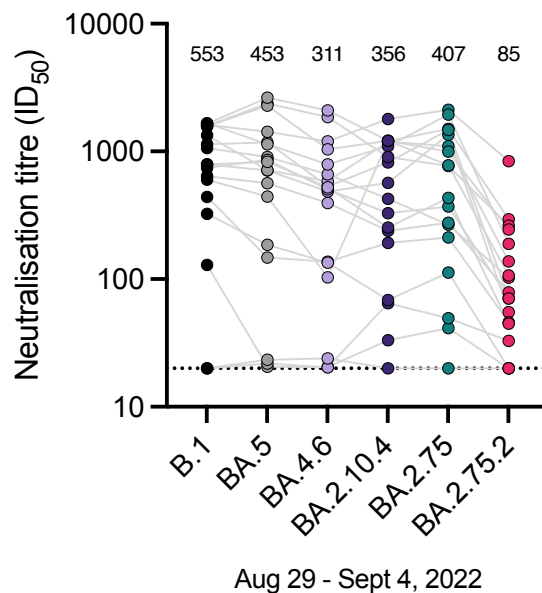 10000
1000
100
10
Neutralisation titre (ID50)
553 453 311 356 407 85
B.1 BA.5 BA.4.6 BA.2.10.4 BA.2.75 BA.2.75.2
Aug 29 - Sept 4, 2022